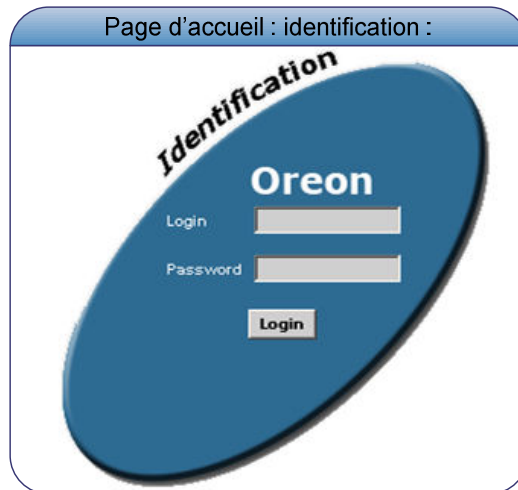 Page d’accueil : identification :
Identification
Oreon
Login
Password
Login